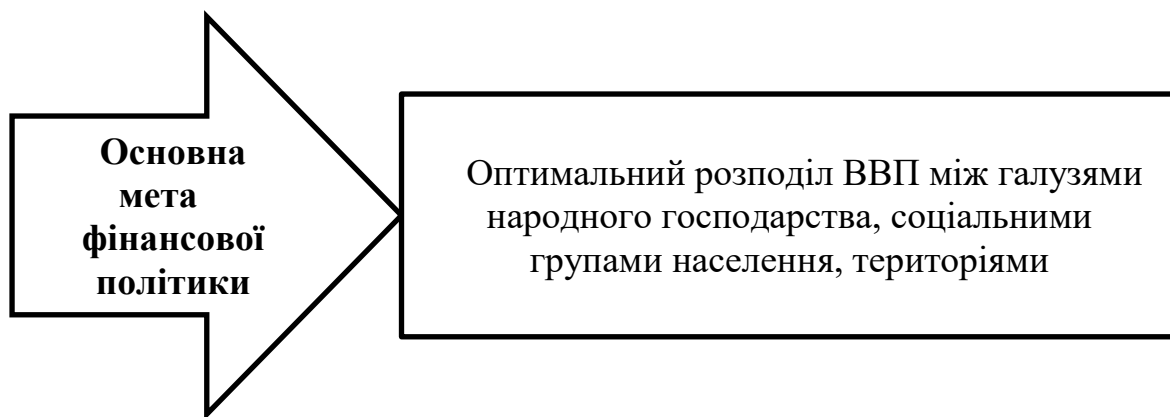 Основна
мета
фінансової
політики
Оптимальний розподіл ВВП між галузями
народного господарства, соціальними
групами населення, територіями